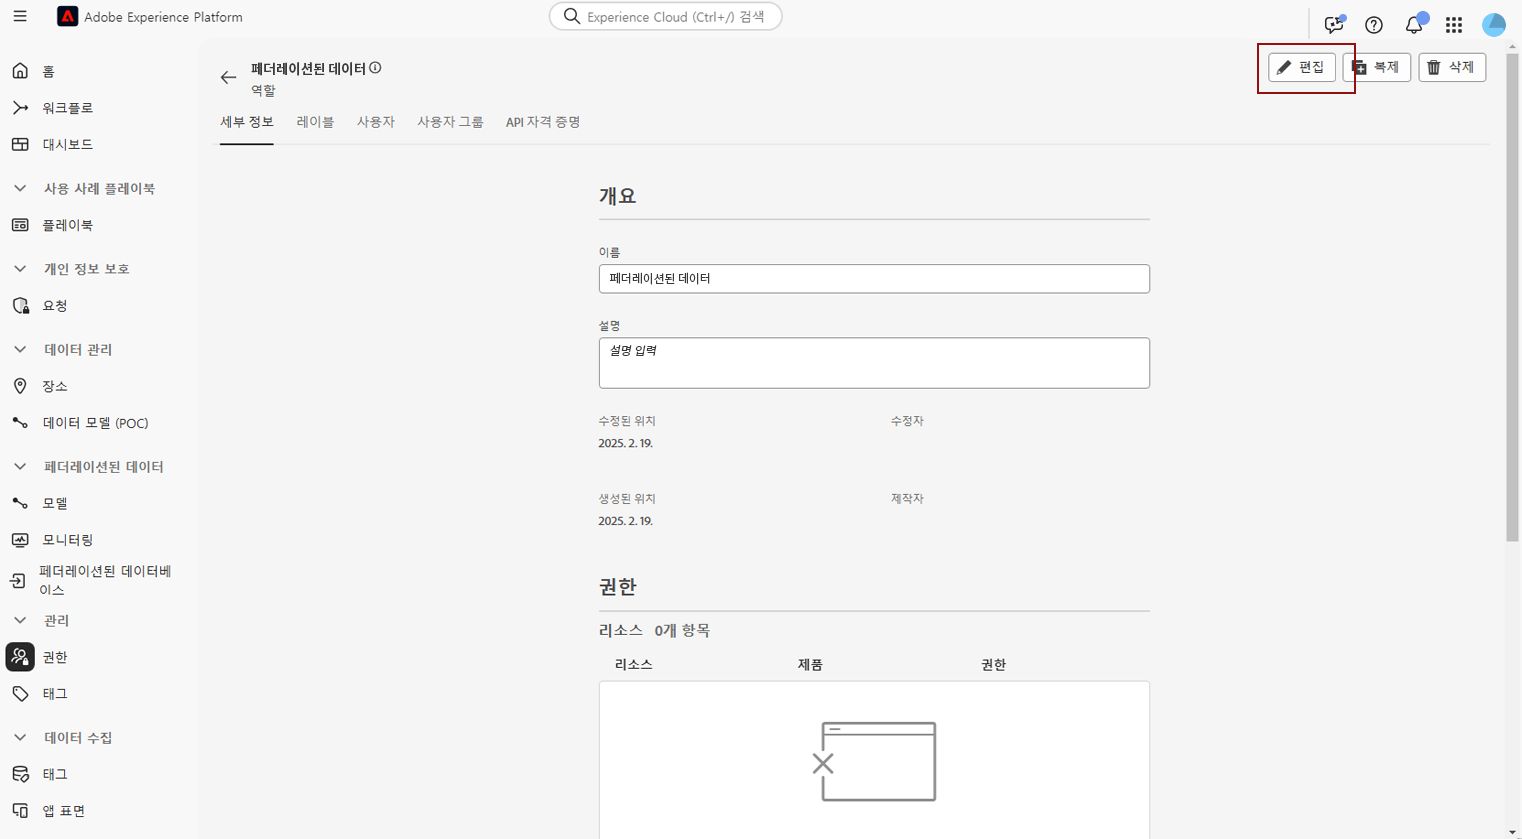 Adobe Experience Platform
Experience Cloud (Ctrl+/) 검색
홈
워크플로
대시보드
사용 사례 플레이북
플레이북
개인 정보 보호
요청
데이터 관리
장소
데이터 모델 (POC)
페더레이션된 데이터
모델
모니터링
페더레이션된 데이터베
이스
관리
권한
태그
데이터 수집
태그
앱 표면
페더레이션된 데이터
역할
편집
복제
삭제
세부 정보
레이블
사용자
사용자 그룹
API 자격 증명
개요
이름
페더레이션된 데이터
설명
설명 입력
수정된 위치
수정자
2025. 2. 19.
생성된 위치
제작자
2025. 2. 19.
권한
리소스 0개 항목
리소스
제품
권한